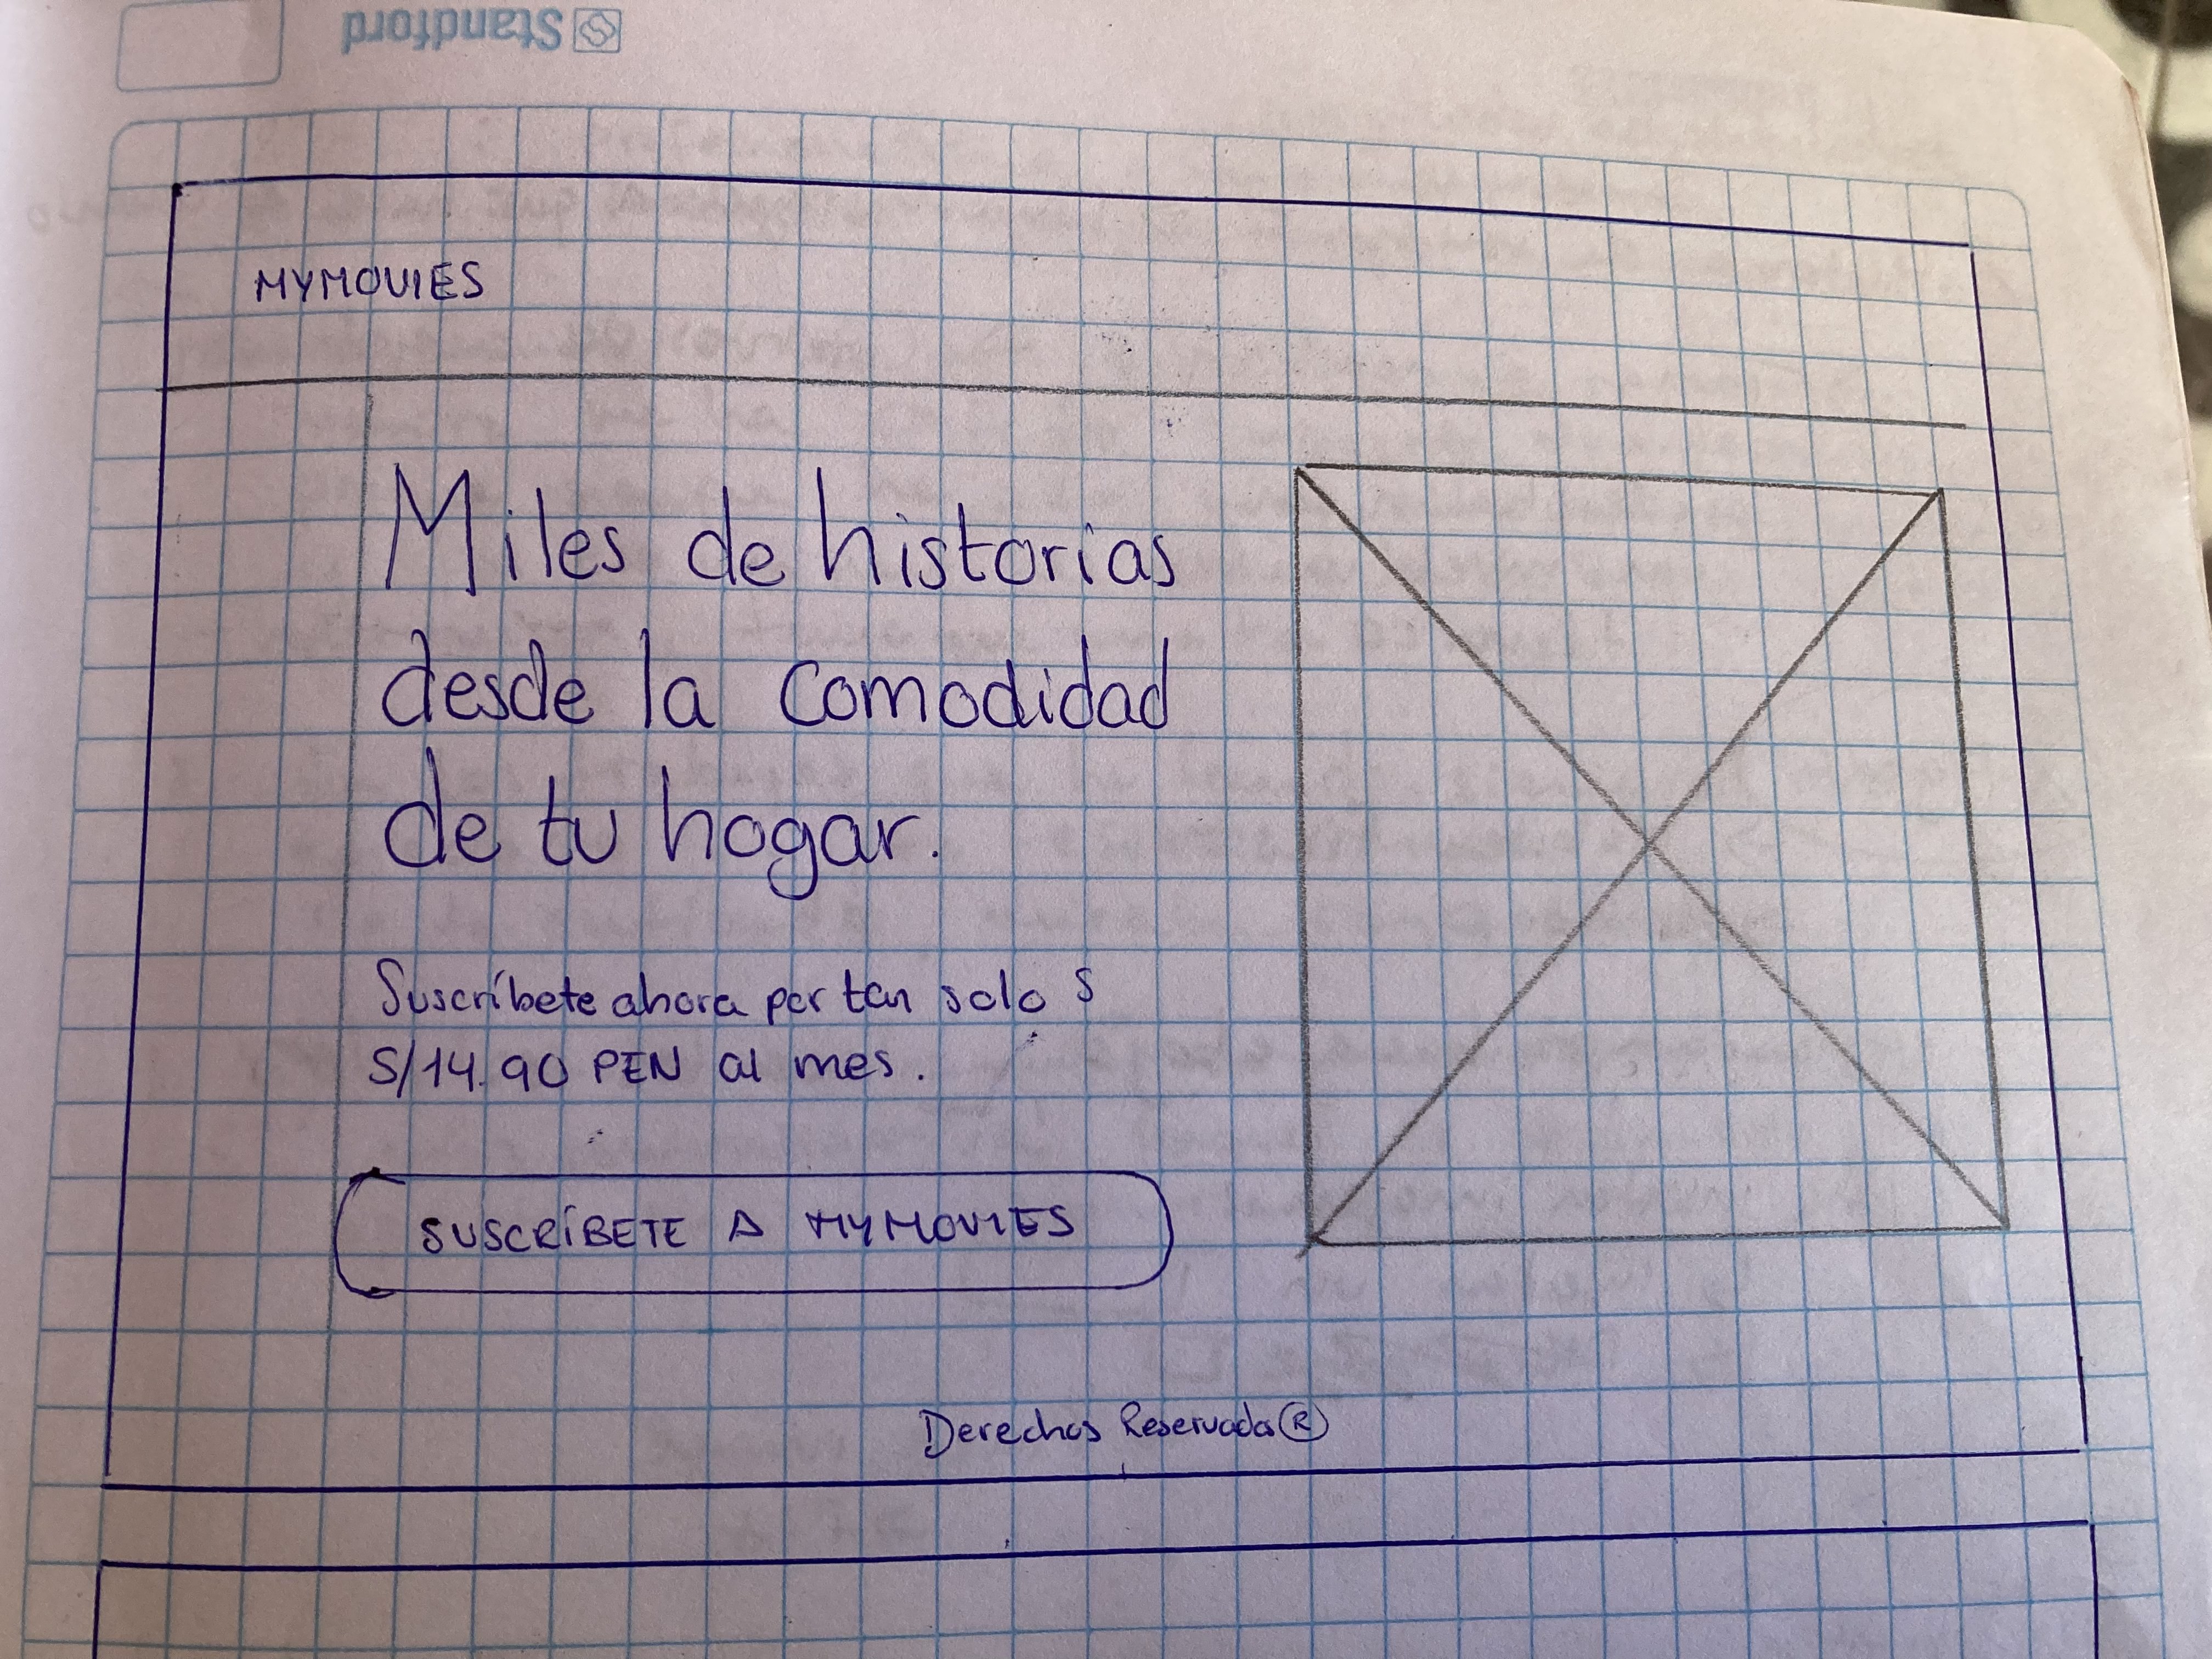 Standford
MYMOVIES
Miles de historias
desde la comodidad
de tu hogar.
Suscríbete ahora por tan solo S
S/14.90 PEN al mes.
SUSCRÍBETE A MYMOVIES
Derechos Reservados ®